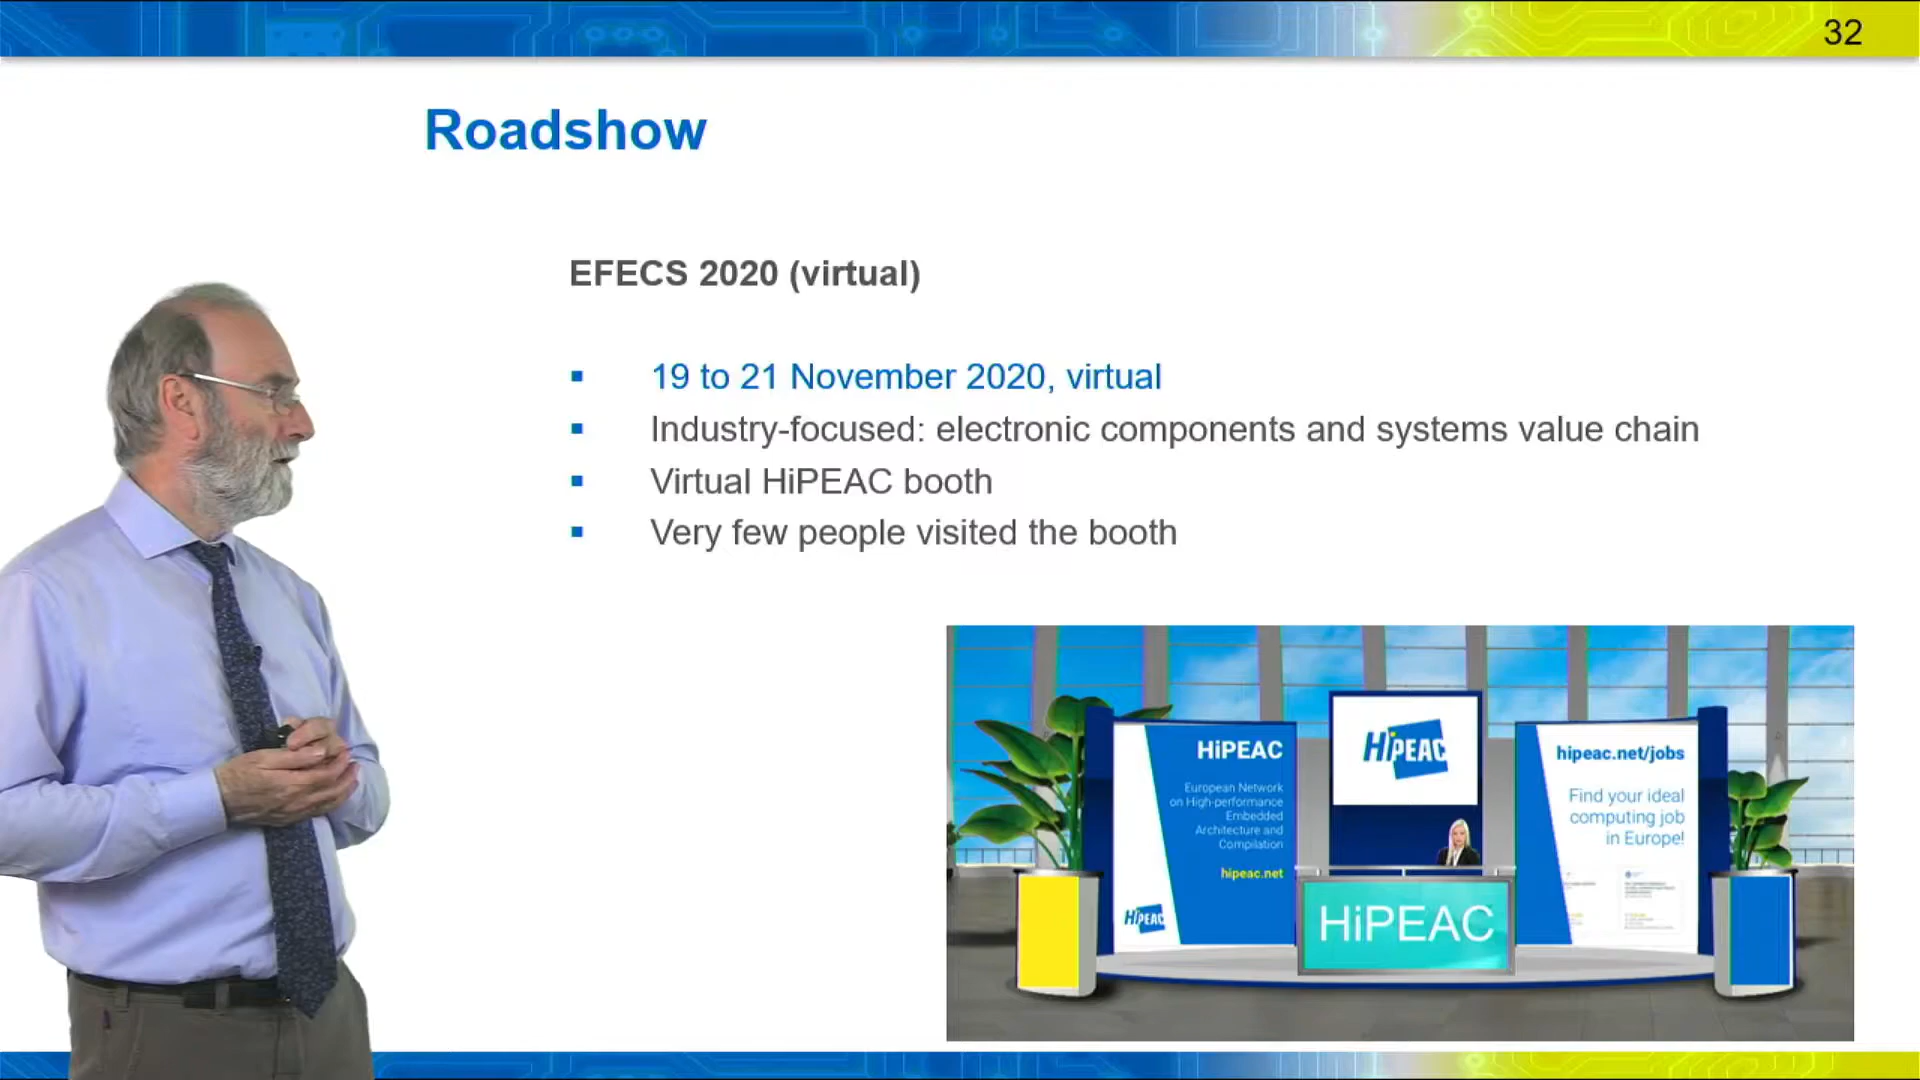 32
Roadshow
EFECS 2020 (virtual)
19 to 21 November 2020, virtual
Industry-focused: electronic components and systems value chain
Virtual HiPEAC booth
Very few people visited the booth
HiPEAC
European Network
on High-performance
Embedded
Architecture and
Compilation
hipeac.net
HiPEAC
HiPEAC
HiPEAC
hipeac.net/jobs
Find your ideal
computing job
in Europe!